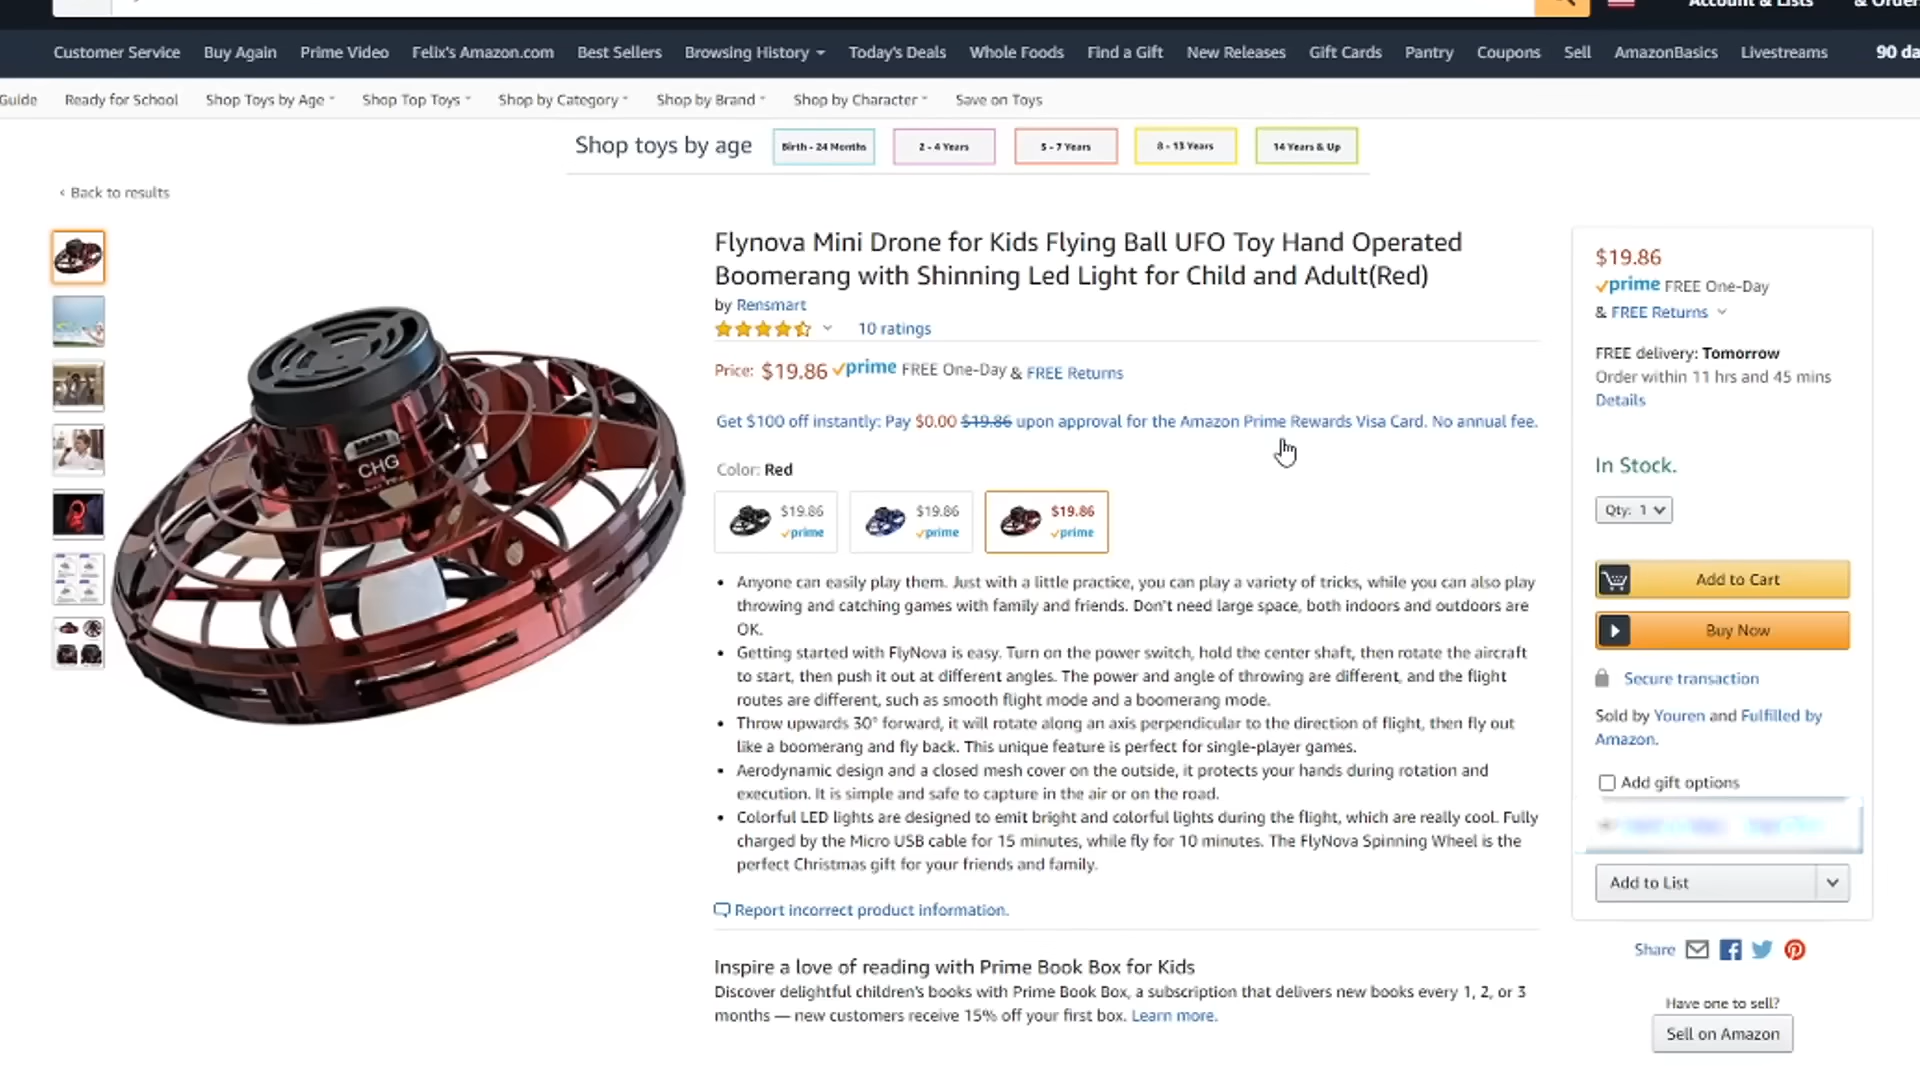 Account & Lists
& Orders
Customer Service Buy Again Prime Video Felix's Amazon.com Best Sellers Browsing History Today's Deals Whole Foods Find a Gift New Releases Gift Cards Pantry Coupons Sell AmazonBasics Livestreams 90 da
Guide Ready for School Shop Toys by Age Shop Top Toys Shop by Category Shop by Brand Shop by Character Save on Toys
Shop toys by age Birth - 24 Months 2 - 4 Years 5 - 7 Years 8 - 13 Years 14 Years & Up
‹ Back to results
CHG
Flynova Mini Drone for Kids Flying Ball UFO Toy Hand Operated
Boomerang with Shinning Led Light for Child and Adult(Red)
by Rensmart
10 ratings
Price: $19.86 prime FREE One-Day & FREE Returns
Get $100 off instantly: Pay $0.00 $19.86 upon approval for the Amazon Prime Rewards Visa Card. No annual fee.
Color: Red
$19.86 $19.86 $19.86
prime prime prime
• Anyone can easily play them. Just with a little practice, you can play a variety of tricks, while you can also play
throwing and catching games with family and friends. Don't need large space, both indoors and outdoors are
OK.
• Getting started with FlyNova is easy. Turn on the power switch, hold the center shaft, then rotate the aircraft
to start, then push it out at different angles. The power and angle of throwing are different, and the flight
routes are different, such as smooth flight mode and a boomerang mode.
• Throw upwards 30° forward, it will rotate along an axis perpendicular to the direction of flight, then fly out
like a boomerang and fly back. This unique feature is perfect for single-player games.
• Aerodynamic design and a closed mesh cover on the outside, it protects your hands during rotation and
execution. It is simple and safe to capture in the air or on the road.
• Colorful LED lights are designed to emit bright and colorful lights during the flight, which are really cool. Fully
charged by the Micro USB cable for 15 minutes, while fly for 10 minutes. The FlyNova Spinning Wheel is the
perfect Christmas gift for your friends and family.
Report incorrect product information.
Inspire a love of reading with Prime Book Box for Kids
Discover delightful children's books with Prime Book Box, a subscription that delivers new books every 1, 2, or 3
months — new customers receive 15% off your first box. Learn more.
$19.86
prime FREE One-Day
& FREE Returns
FREE delivery: Tomorrow
Order within 11 hrs and 45 mins
Details
In Stock.
Qty: 1
Add to Cart
Buy Now
Secure transaction
Sold by Youren and Fulfilled by
Amazon.
Add gift options
Add to List
Share
Have one to sell?
Sell on Amazon